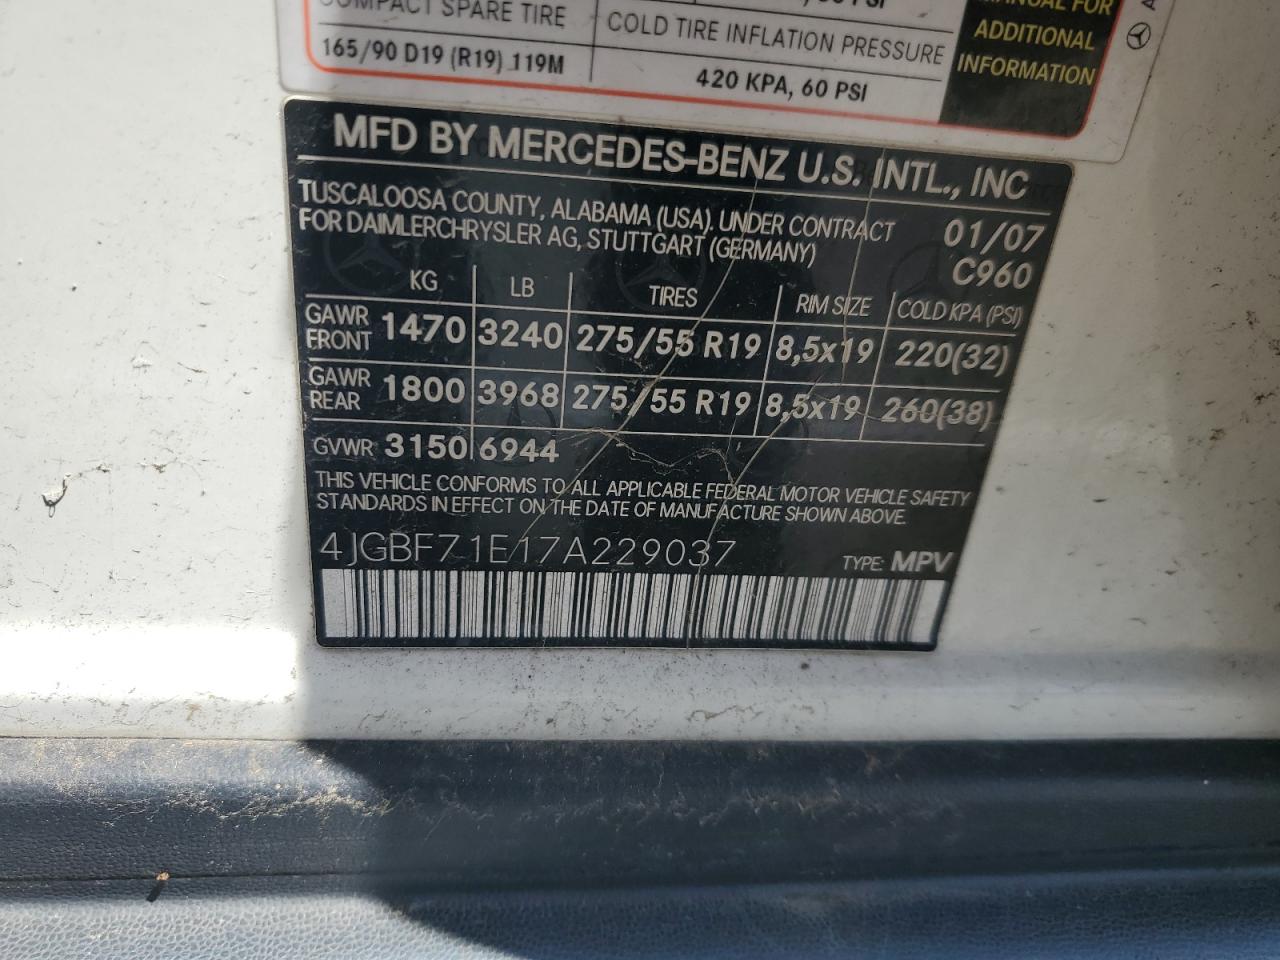 COMPACT SPARE TIRE
COLD TIRE INFLATION PRESSURE
165/90 D19 (R19) 119M
420 KPA, 60 PSI
MANUAL FOR
ADDITIONAL
INFORMATION
MFD BY MERCEDES-BENZ U.S. INTL., INC
TUSCALOOSA COUNTY, ALABAMA (USA). UNDER CONTRACT 01/07
FOR DAIMLERCHRYSLER AG, STUTTGART (GERMANY) C960
KG LB TIRES RIM SIZE COLD KPA (PSI)
GAWR FRONT 1470 3240 275/55 R19 8,5x19 220(32)
GAWR REAR 1800 3968 275/55 R19 8,5x19 260(38)
GVWR 3150 6944
THIS VEHICLE CONFORMS TO ALL APPLICABLE FEDERAL MOTOR VEHICLE SAFETY
STANDARDS IN EFFECT ON THE DATE OF MANUFACTURE SHOWN ABOVE.
4JGBF71E17A229037 TYPE: MPV